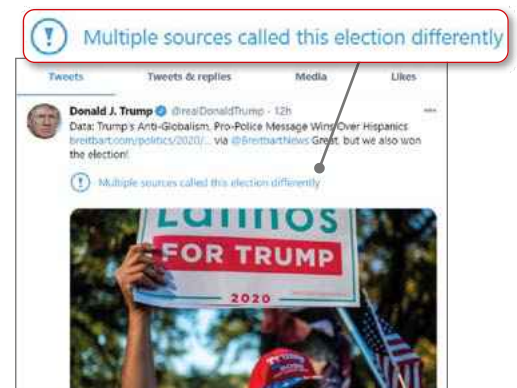 Multiple sources called this election differently
Tweets Tweets & replies Media Likes
Donald J. Trump @realDonaldTrump · 12h
Data: Trump's Anti-Globalism, Pro-Police Message Wins Over Hispanics
breitbart.com/politics/2020/... via @BreitbartNews Great, but we also won
the election!
Multiple sources called this election differently
Latinos
FOR TRUMP
2020
Trump